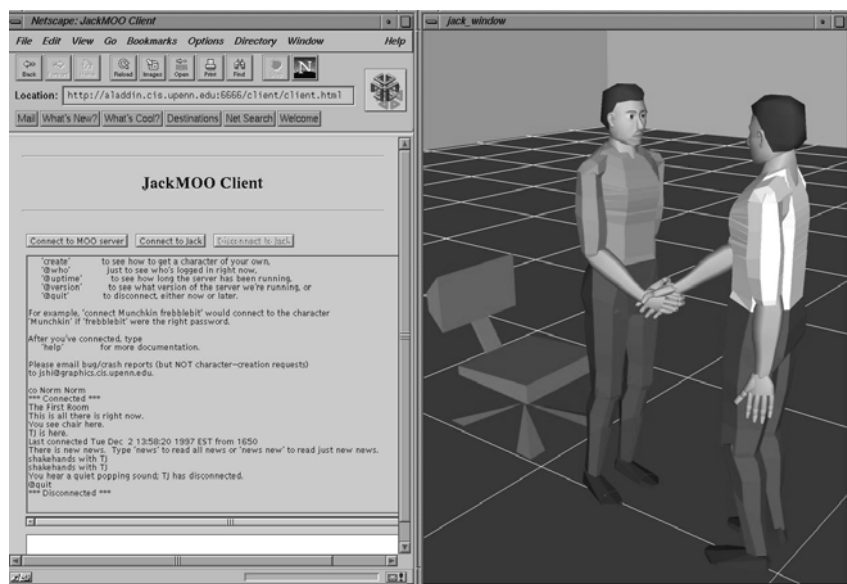 Netscape: JackMOO Client
File Edit View Go Bookmarks Options Directory Window Help
Back Reload Images Open Print Find
N
Location: http://aladdin.cis.upenn.edu:6666/client/client.html
Mail What's New? What's Cool? Destinations Net Search Welcome
JackMOO Client
Connect to MOO server Connect to Jack Disconnect to Jack
'create' to see how to get a character of your own,
'@who' just to see who's logged in right now,
'@uptime' to see how long the server has been running,
'@version' to see what version of the server we're running, or
'@quit' to disconnect, either now or later.
For example, 'connect Munchkin frebblebit' would connect to the character
'Munchkin' if 'frebblebit' were the right password.
After you've connected, type
'help' for more documentation.
Please email bug/crash reports (but NOT character-creation requests)
to jshi@graphics.cis.upenn.edu.
co Norm Norm
*** Connected ***
The First Room
This is all there is right now.
You see chair here.
TJ is here.
Last connected Tue Dec 2 13:58:20 1997 EST from 1650
There is new news. Type 'news' to read all news or 'news new' to read just new news.
shakehands with TJ
shakehands with TJ
You hear a quiet popping sound; TJ has disconnected.
@quit
*** Disconnected ***
jack_window